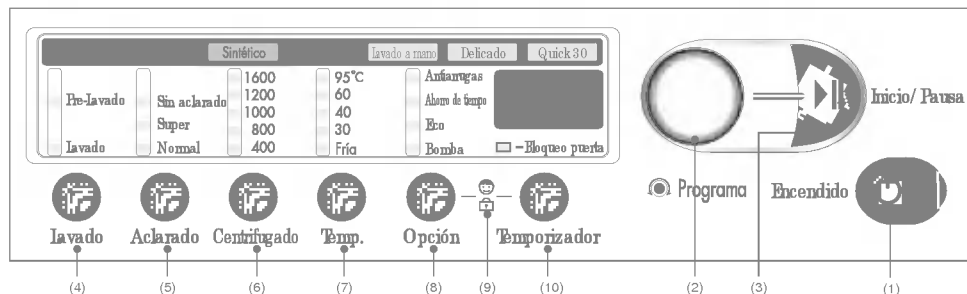 Sintético
Lavado a mano
Delicado
Quick 30
Pre-Lavado
Lavado
Sin aclarado
Super
Normal
1600
1200
1000
800
400
95°C
60
40
30
Fría
Antiarrugas
Ahorro de tiempo
Eco
Bomba
Bloqueo puerta
Inicio/ Pausa
Programa
Encendido
Lavado
Aclarado
Centrifugado
Temp.
Opción
Temporizador
(4)
(5)
(6)
(7)
(8)
(9)
(10)
(2)
(3)
(1)